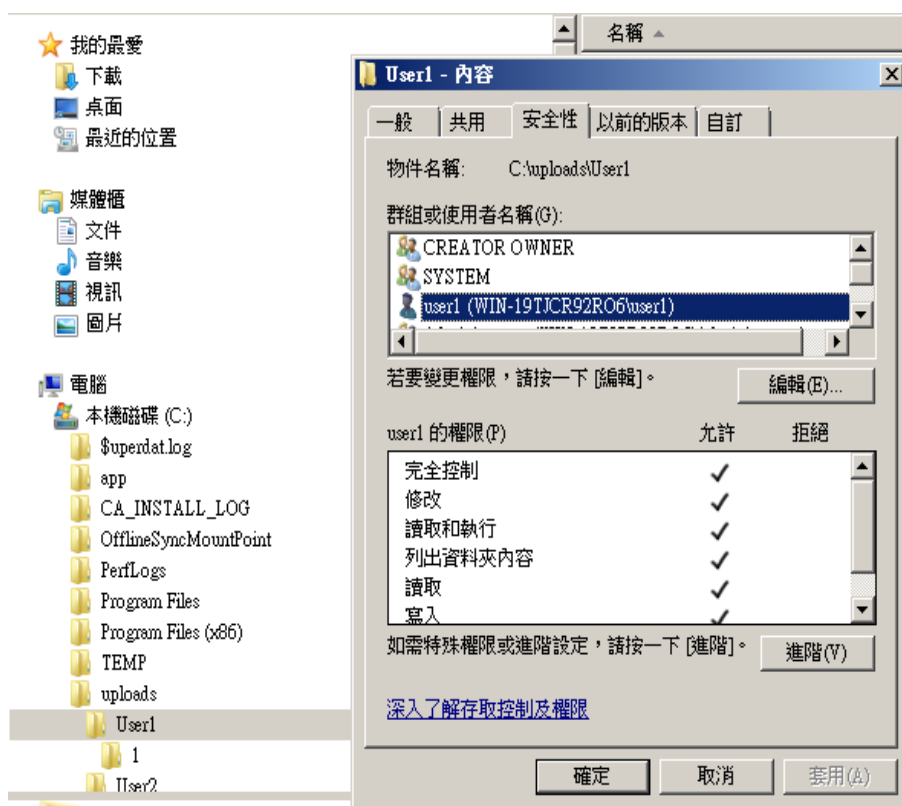 名稱
我的最愛
下載
桌面
最近的位置
媒體櫃
文件
音樂
視訊
圖片
電腦
本機磁碟 (C:)
$uperdat.log
app
CA_INSTALL_LOG
OfflineSyncMountPoint
PerfLogs
Program Files
Program Files (x86)
TEMP
uploads
User1
1
User2
User1 - 內容
一般 共用 安全性 以前的版本 自訂
物件名稱: C:\uploads\User1
群組或使用者名稱(G):
CREATOR OWNER
SYSTEM
user1 (WIN-19TJCR92RO6\user1)
若要變更權限，請按一下 [編輯]。
編輯(E)...
user1 的權限(P) 允許 拒絕
完全控制
修改
讀取和執行
列出資料夾內容
讀取
寫入
如需特殊權限或進階設定，請按一下 [進階]。
進階(V)
深入了解存取控制及權限
確定 取消 套用(A)